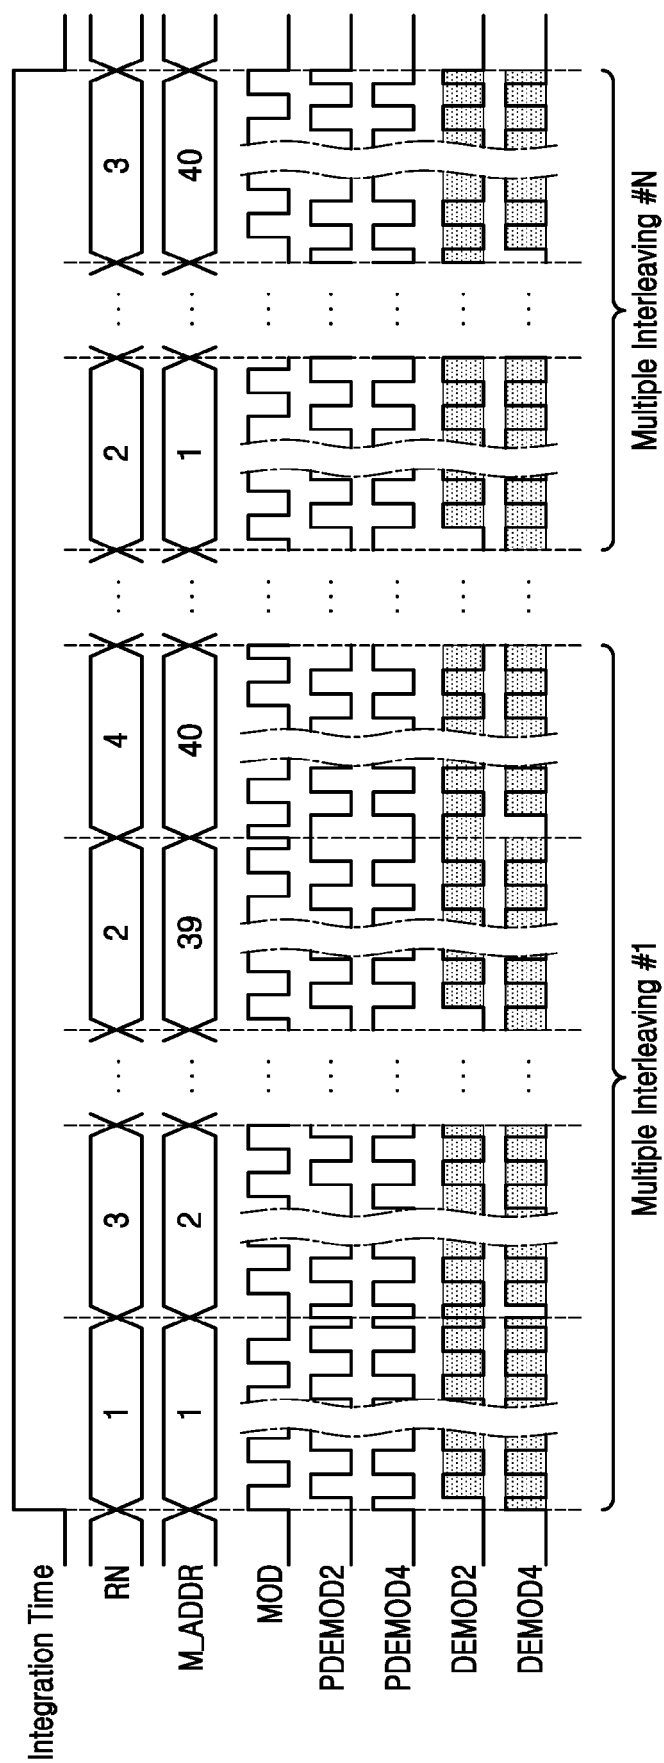 Integration Time
RN 1 3 ... 2 4 ... 2 ... 3
M_ADDR 1 2 ... 39 40 ... 1 ... 40
MOD ... ... ...
PDEMOD2 ... ... ...
PDEMOD4 ... ... ...
DEMOD2 ... ... ...
DEMOD4 ... ... ...
Multiple Interleaving #1 Multiple Interleaving #N